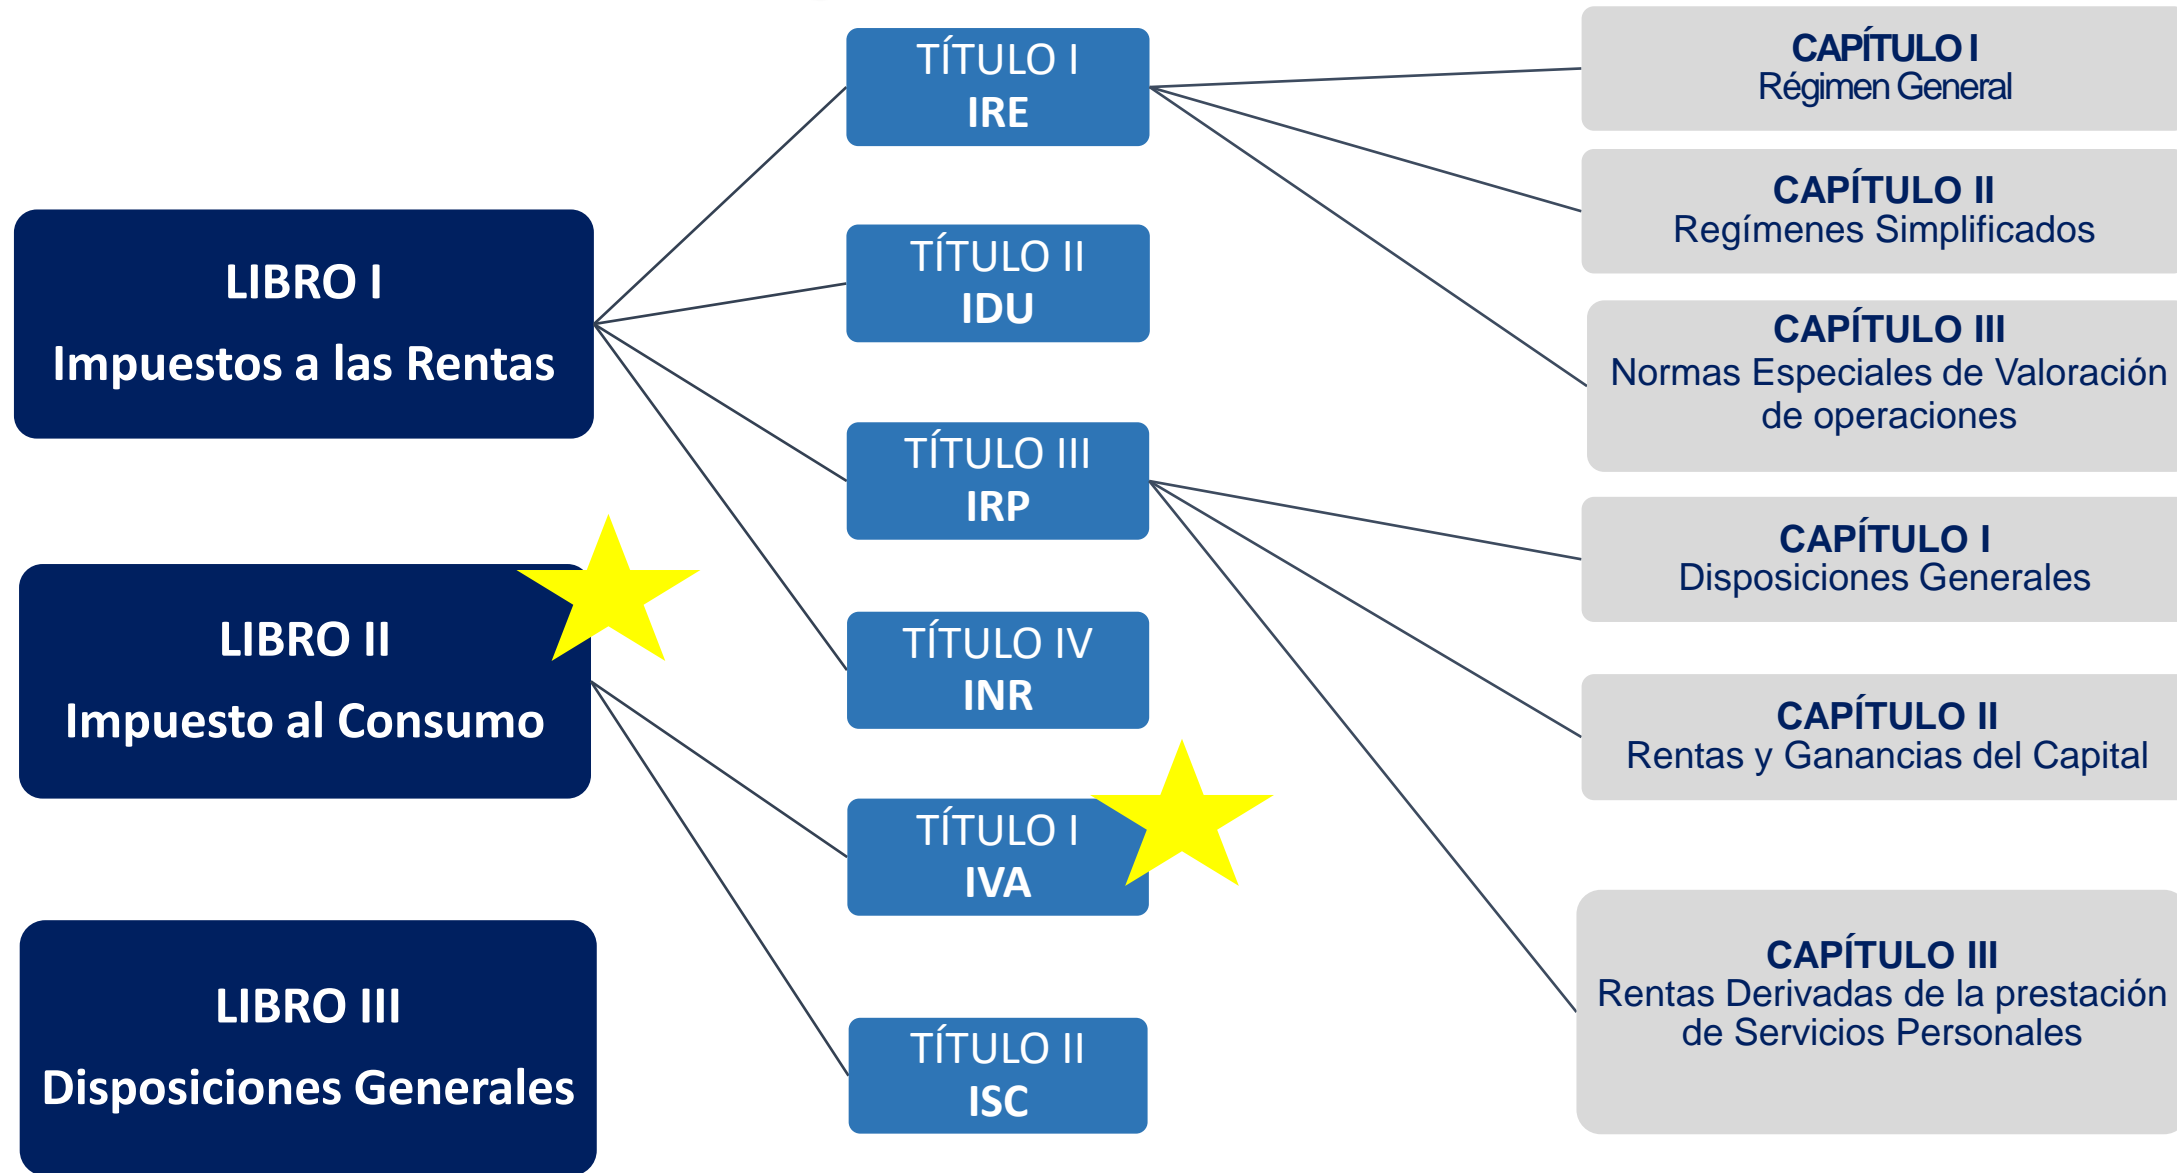 LIBRO I
Impuestos a las Rentas
LIBRO II
Impuesto al Consumo
LIBRO III
Disposiciones Generales
TÍTULO I
IRE
TÍTULO II
IDU
TÍTULO III
IRP
TÍTULO IV
INR
TÍTULO I
IVA
TÍTULO II
ISC
CAPÍTULO I
Régimen General
CAPÍTULO II
Regímenes Simplificados
CAPÍTULO III
Normas Especiales de Valoración
de operaciones
CAPÍTULO I
Disposiciones Generales
CAPÍTULO II
Rentas y Ganancias del Capital
CAPÍTULO III
Rentas Derivadas de la prestación
de Servicios Personales